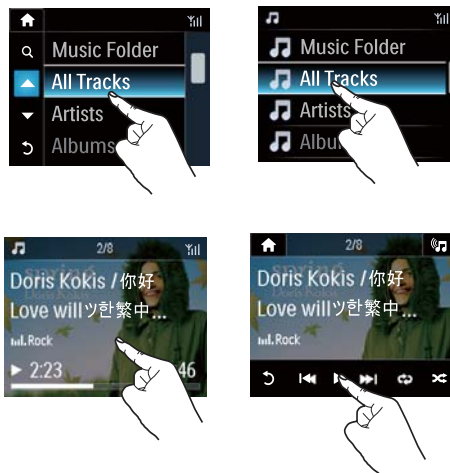 Music Folder
All Tracks
Artists
Albums
Music Folder
All Tracks
Artists
Albu
2/8
Doris Kokis /你好
Love willツ한繁中...
Rock
2:23
46
2/8
Doris Kokis /你好
Love willツ한繁中...
Rock